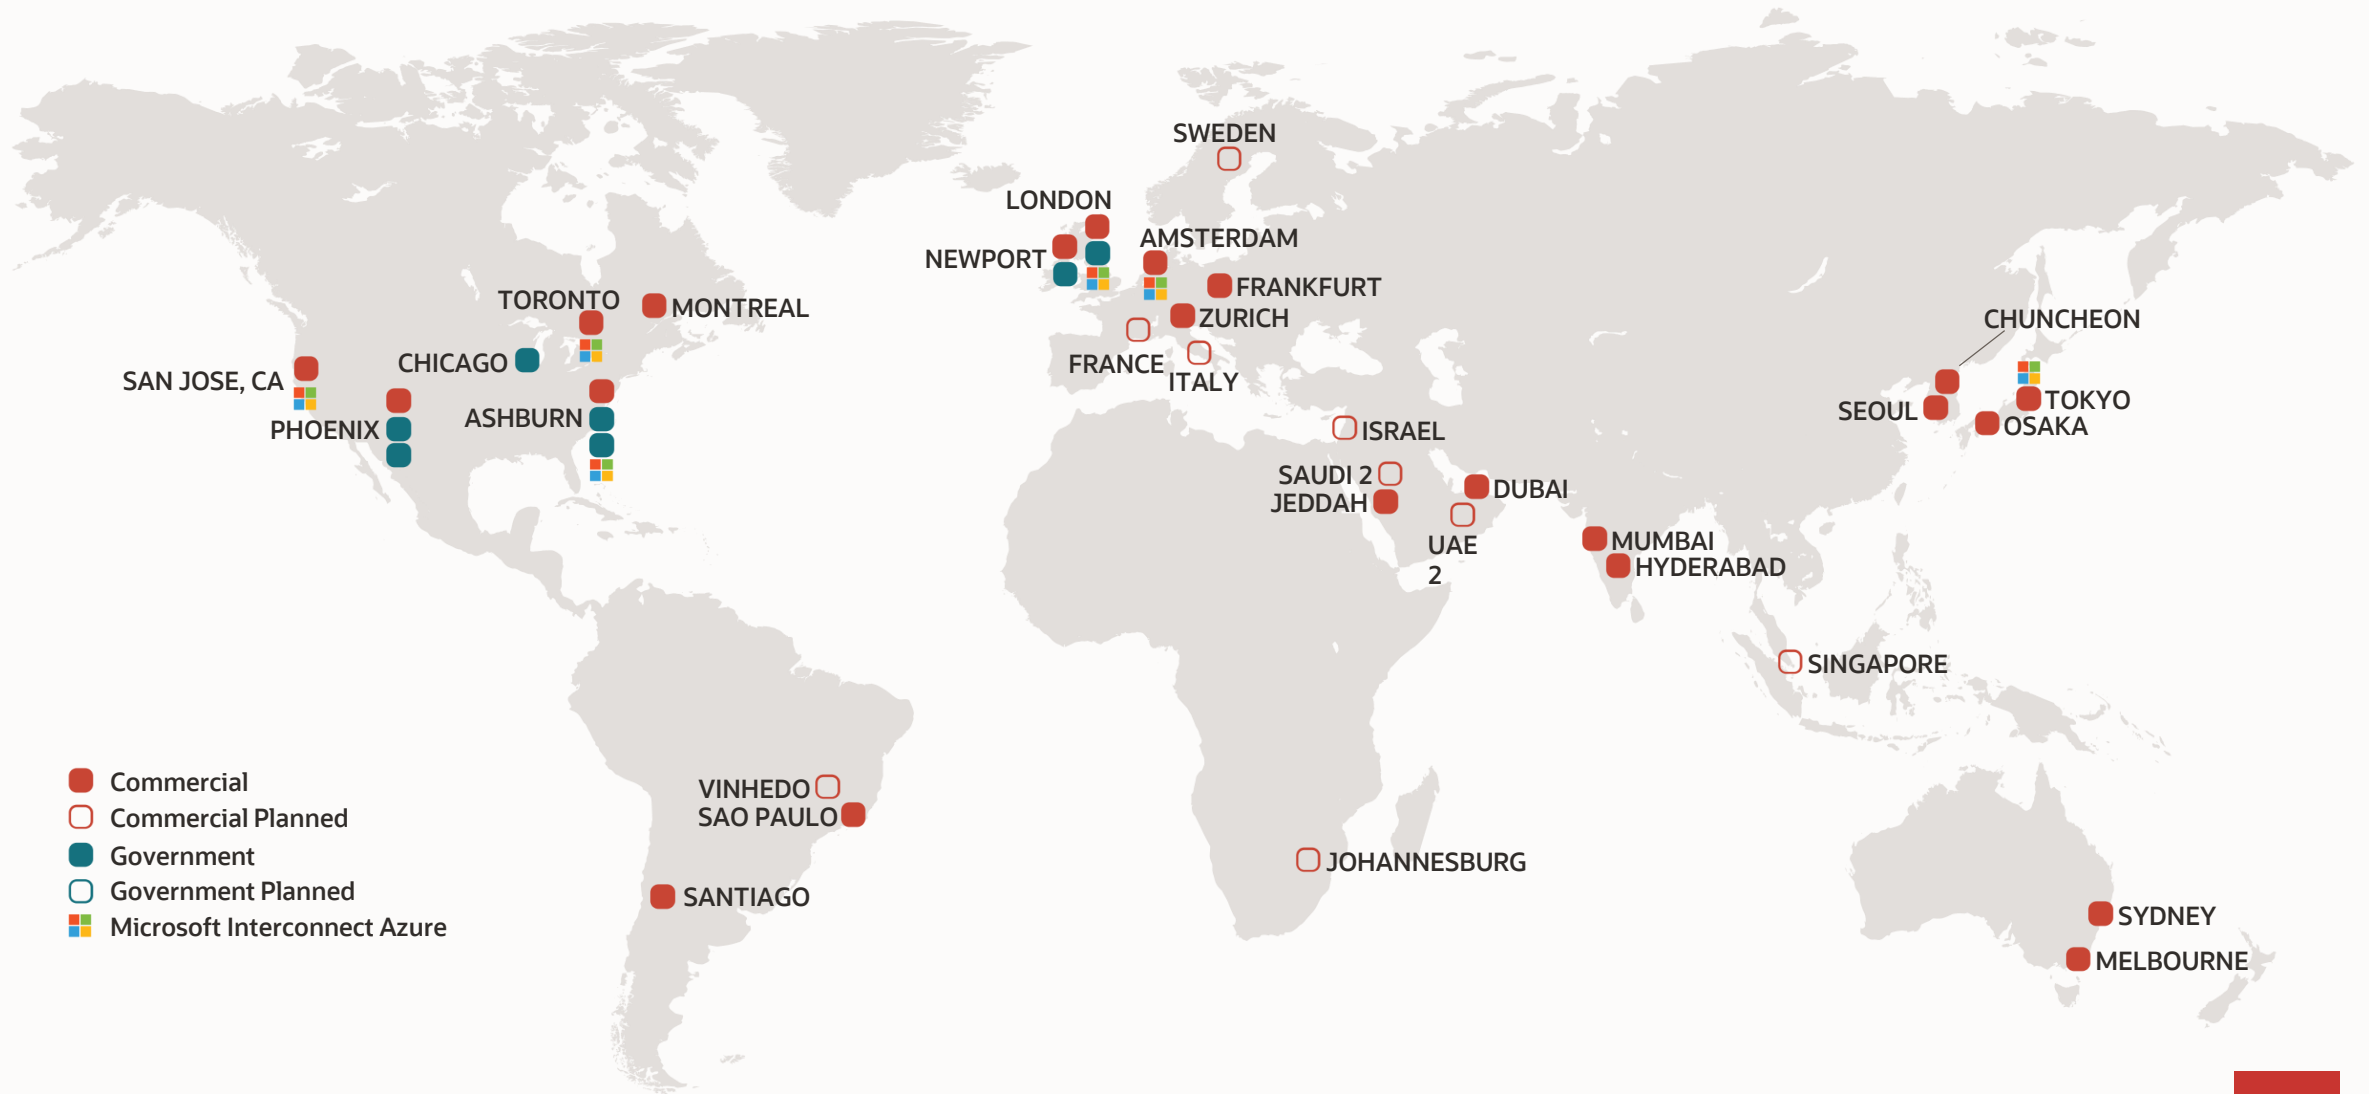 SWEDEN
LONDON
AMSTERDAM
NEWPORT
FRANKFURT
TORONTO
MONTREAL
ZURICH
CHUNCHEON
CHICAGO
FRANCE
ITALY
SAN JOSE, CA
TOKYO
SEOUL
OSAKA
ASHBURN
PHOENIX
ISRAEL
SAUDI 2
DUBAI
JEDDAH
UAE
2
MUMBAI
HYDERABAD
SINGAPORE
VINHEDO
SAO PAULO
JOHANNESBURG
SANTIAGO
SYDNEY
MELBOURNE
Commercial
Commercial Planned
Government
Government Planned
Microsoft Interconnect Azure